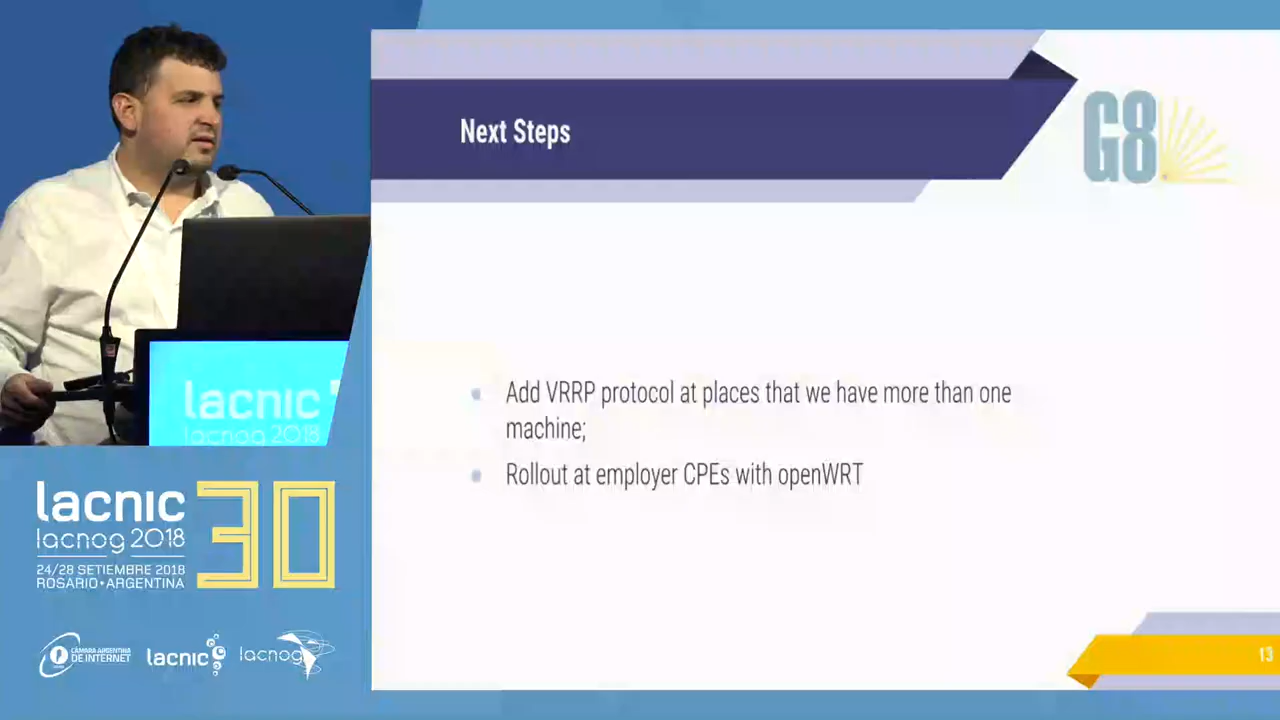 Next Steps
G8
Add VRRP protocol at places that we have more than one
machine;
Rollout at employer CPEs with openWRT
13
lacnic
lacnog 2018
lacnic 30
lacnog 2018
24/28 SETIEMBRE 2018
ROSARIO•ARGENTINA
CÁMARA ARGENTINA
DE INTERNET
lacnic
lacnog